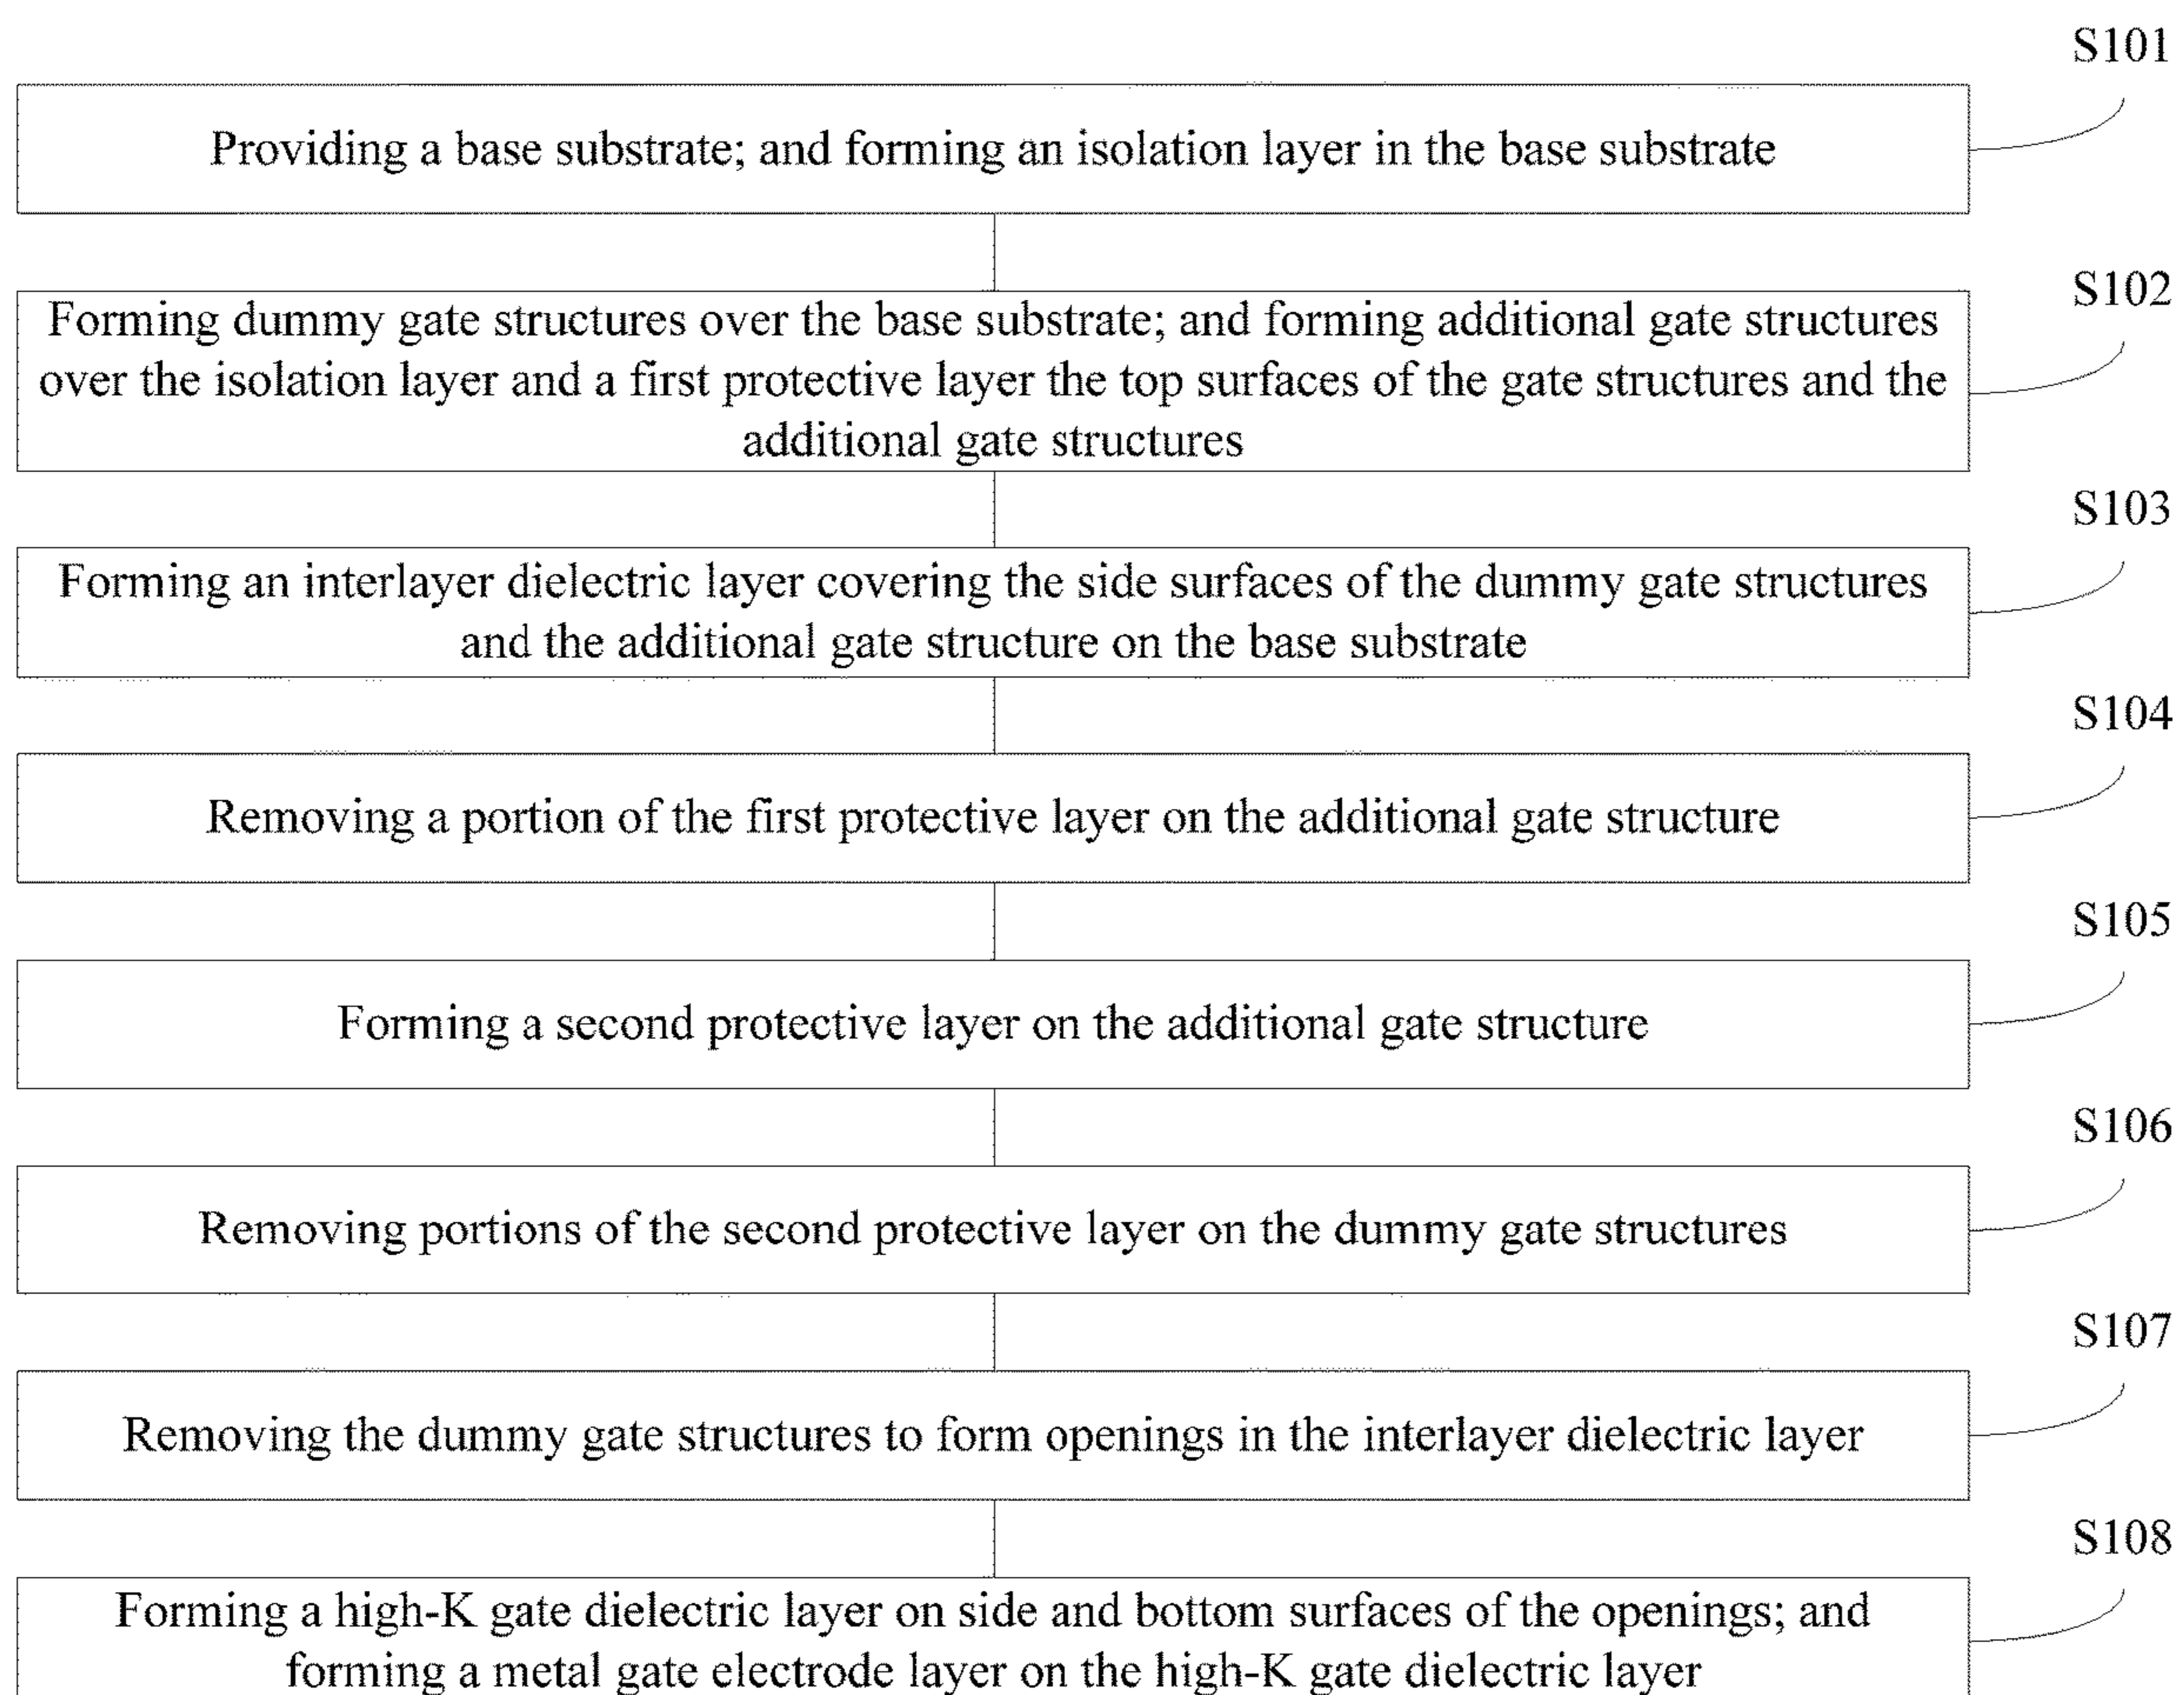 S101
Providing a base substrate; and forming an isolation layer in the base substrate
S102
Forming dummy gate structures over the base substrate; and forming additional gate structures
over the isolation layer and a first protective layer the top surfaces of the gate structures and the
additional gate structures
S103
Forming an interlayer dielectric layer covering the side surfaces of the dummy gate structures
and the additional gate structure on the base substrate
S104
Removing a portion of the first protective layer on the additional gate structure
S105
Forming a second protective layer on the additional gate structure
S106
Removing portions of the second protective layer on the dummy gate structures
S107
Removing the dummy gate structures to form openings in the interlayer dielectric layer
S108
Forming a high-K gate dielectric layer on side and bottom surfaces of the openings; and
forming a metal gate electrode layer on the high-K gate dielectric layer